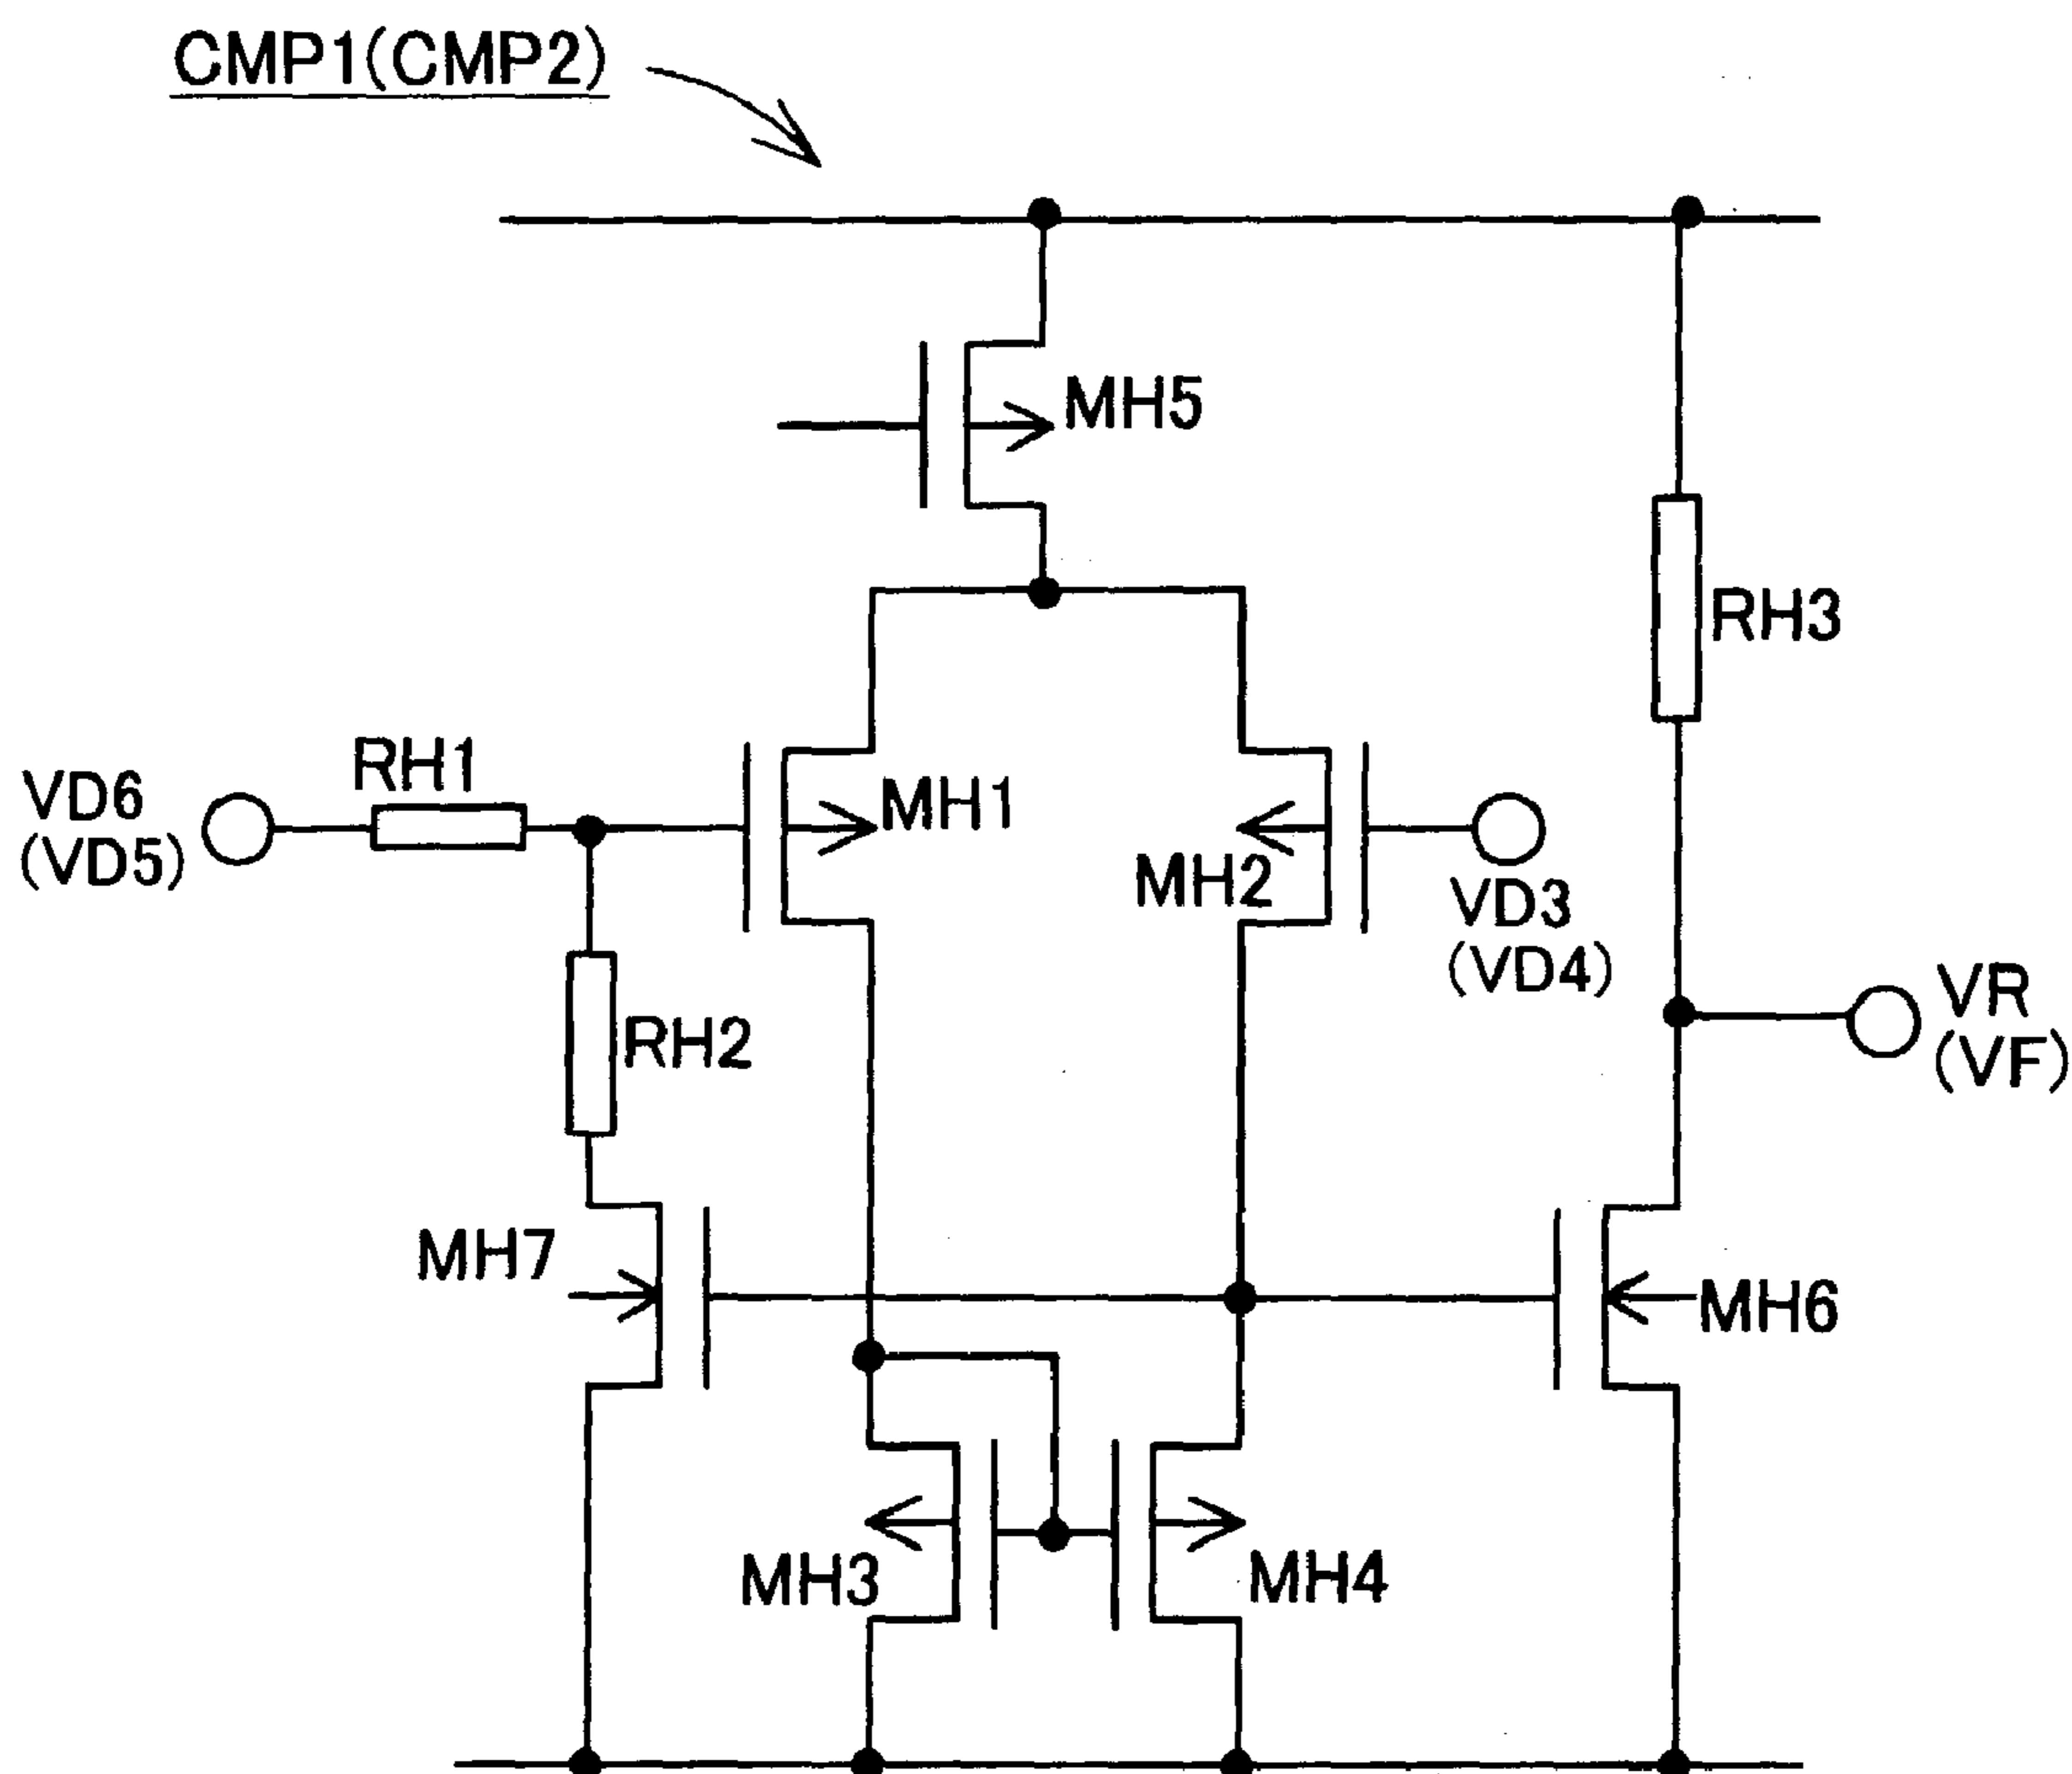 CMP1(CMP2)
MH5
RH3
RH1
VD6
(VD5)
MH1
MH2
VD3
(VD4)
VR
(VF)
RH2
MH7
MH6
MH3
MH4